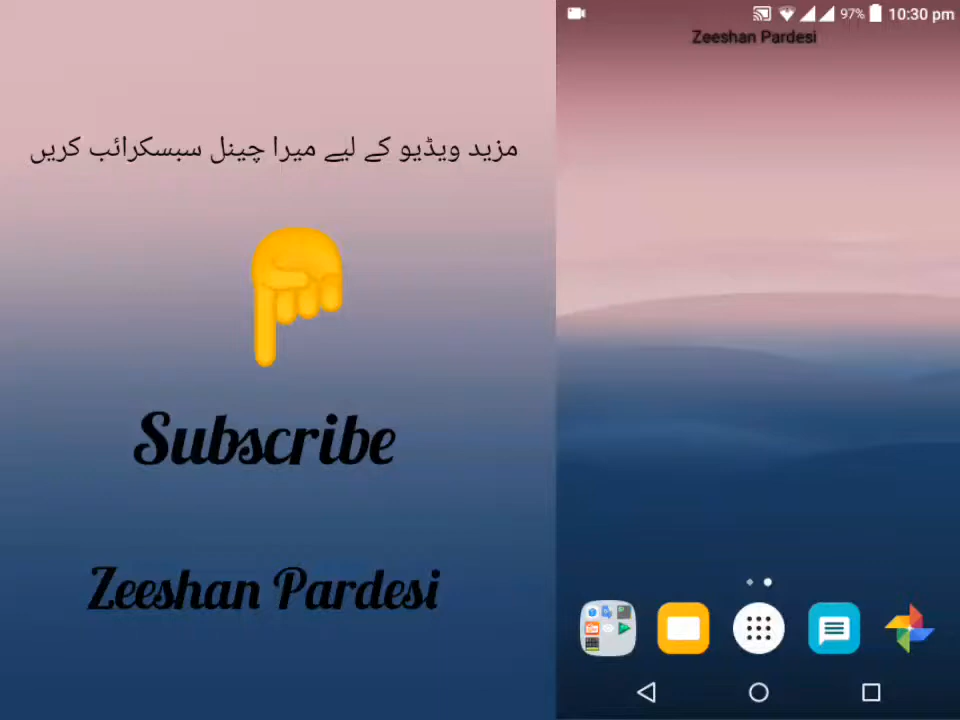 مزید ویڈیو کے لیے میرا چینل سبسکرائب کریں
Subscribe
Zeeshan Pardesi
97% 10:30 pm
Zeeshan Pardesi